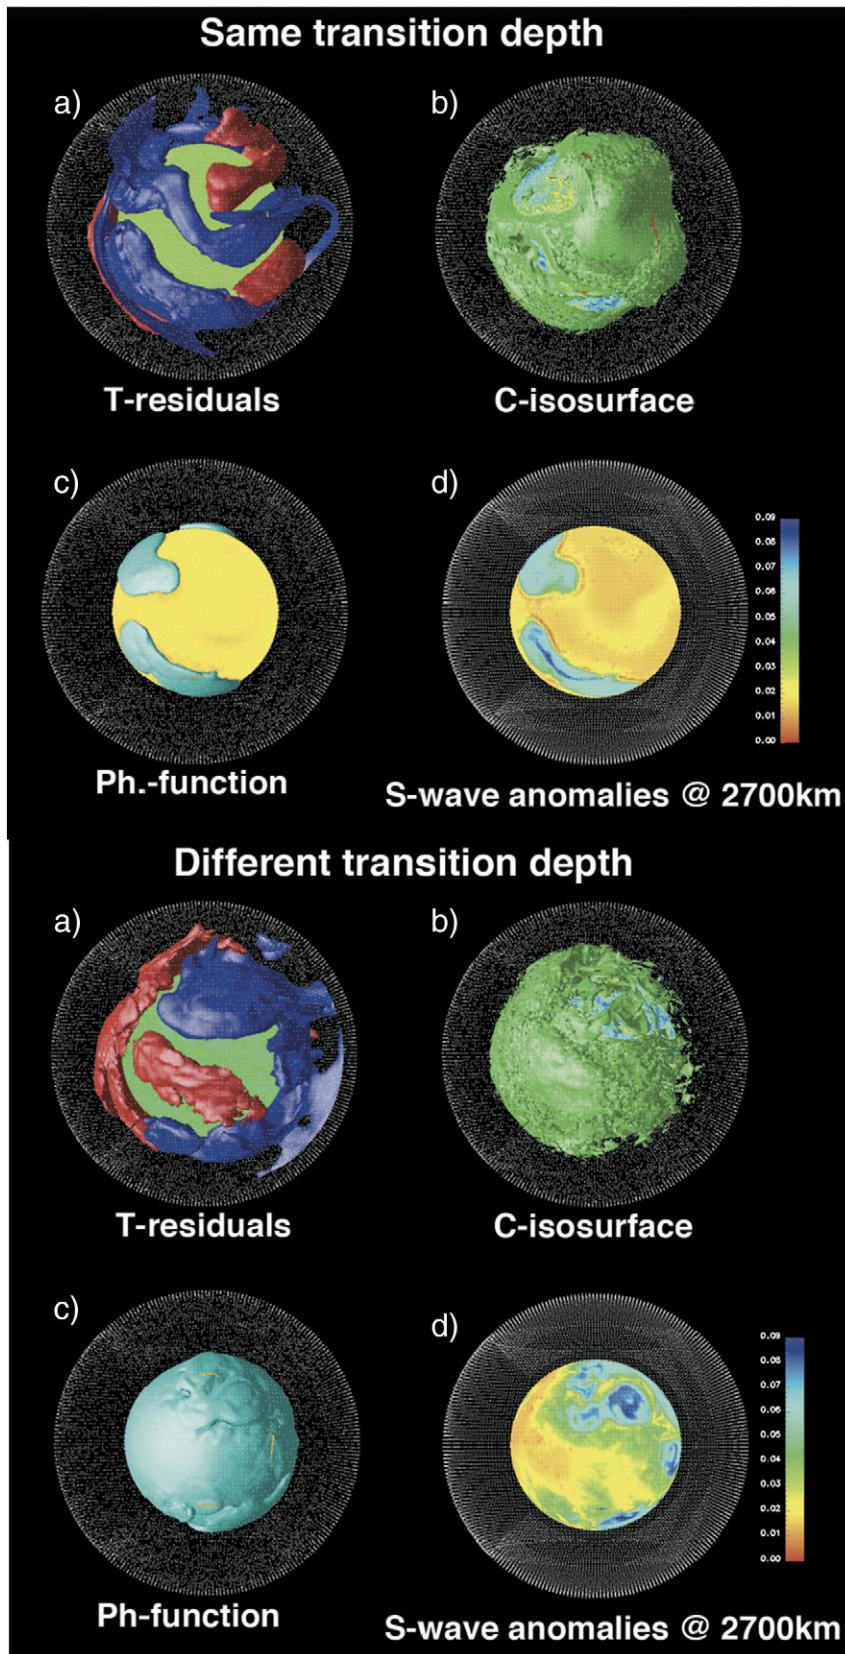 Same transition depth
a)
b)
T-residuals
C-isosurface
c)
d)
0.09
0.08
0.07
0.06
0.05
0.04
0.03
0.02
0.01
0.00
Ph.-function
S-wave anomalies @ 2700km
Different transition depth
a)
b)
T-residuals
C-isosurface
c)
d)
0.09
0.08
0.07
0.06
0.05
0.04
0.03
0.02
0.01
0.00
Ph-function
S-wave anomalies @ 2700km